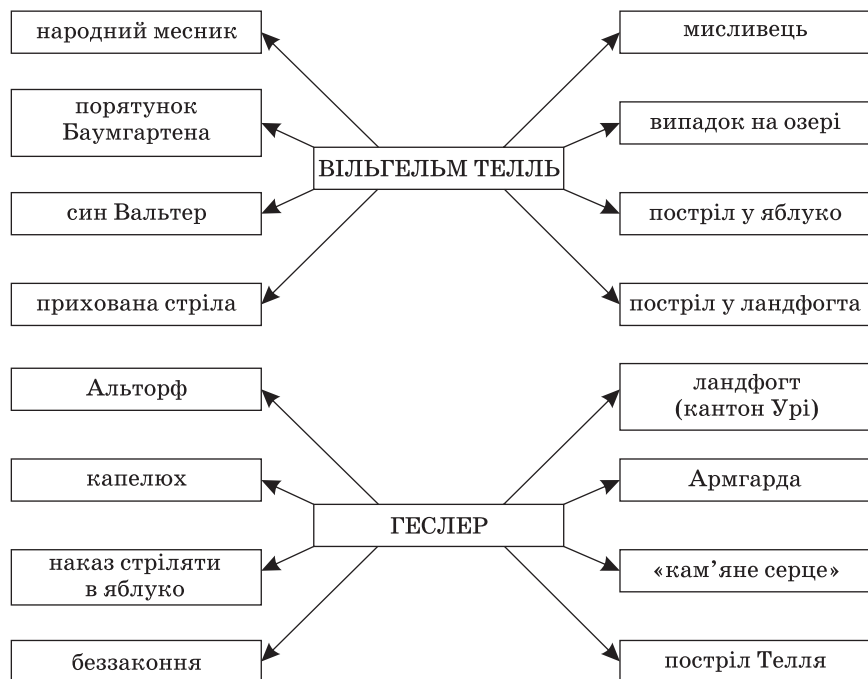 народний месник
мисливець
порятунок
Баумгартена
випадок на озері
ВІЛЬГЕЛЬМ ТЕЛЛЬ
син Вальтер
постріл у яблуко
прихована стріла
постріл у ландфогта
Альторф
ландфогт
(кантон Урі)
капелюх
Армгарда
ГЕСЛЕР
наказ стріляти
в яблуко
«кам’яне серце»
беззаконня
постріл Телля